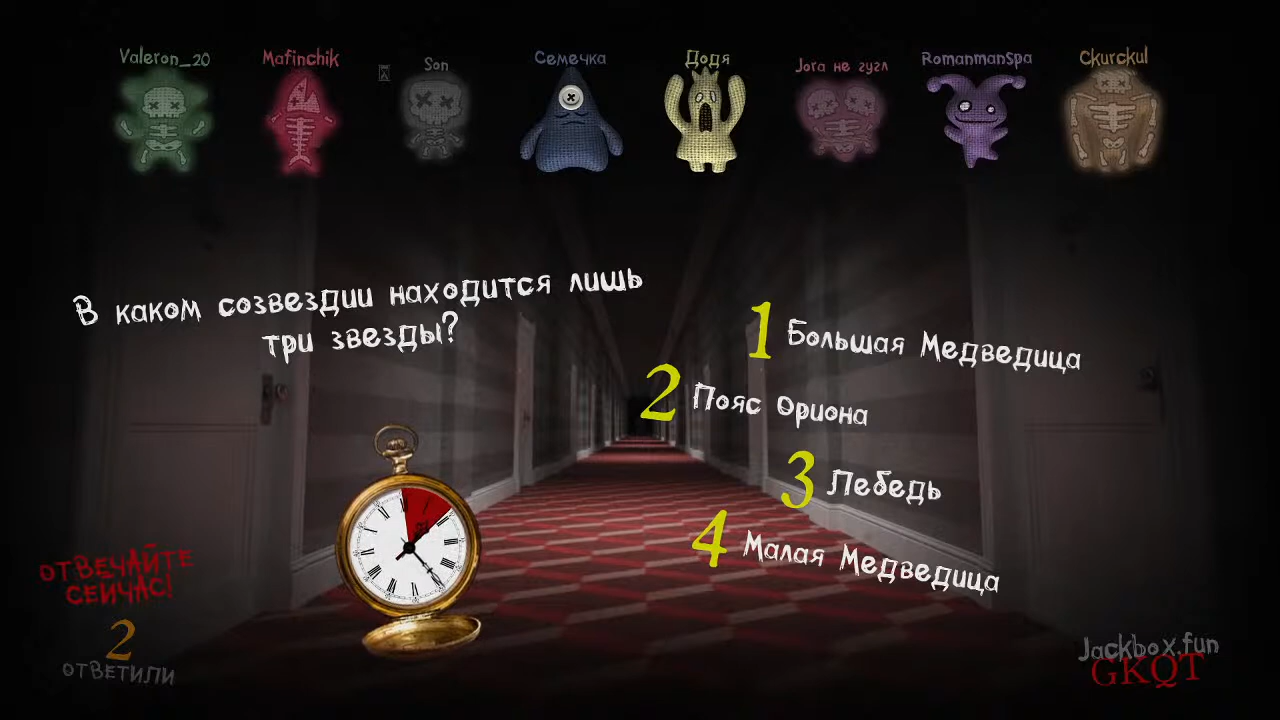 Valeron_20
Mafinchik
Son
Семечка
Додя
Jora не гугл
RomanmanSpa
Ckurckul
В каком созвездии находится лишь
три звезды?
1 Большая Медведица
2 Пояс Ориона
3 Лебедь
4 Малая Медведица
ОТВЕЧАЙТЕ
СЕЙЧАС!
2
ОТВЕТИЛИ
Jackbox.fun
GKQT